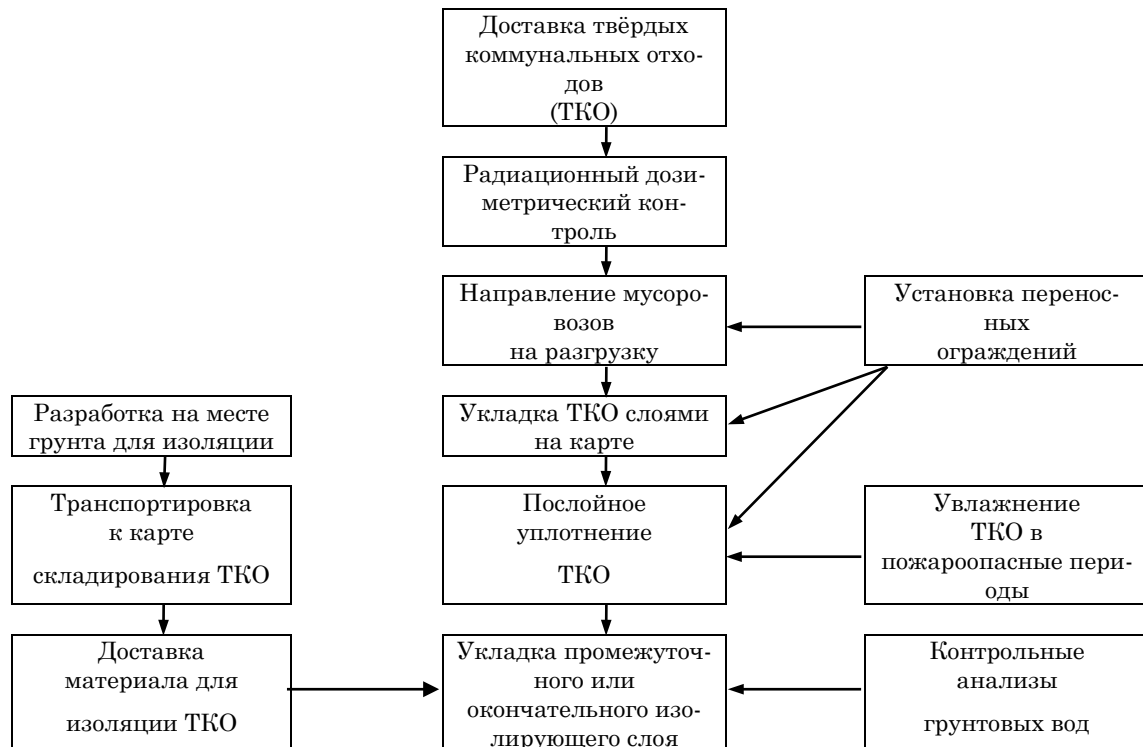 Доставка твёрдых
коммунальных отхо-
дов
(ТКО)
Радиационный дози-
метрический кон-
троль
Направление мусоро-
возов
на разгрузку
Установка перенос-
ных
ограждений
Разработка на месте
грунта для изоляции
Укладка ТКО слоями
на карте
Транспортировка
к карте
складирования ТКО
Послойное
уплотнение
ТКО
Увлажнение
ТКО в
пожароопасные пери-
оды
Доставка
материала для
изоляции ТКО
Укладка промежуточ-
ного или
окончательного изо-
лирующего слоя
Контрольные
анализы
грунтовых вод